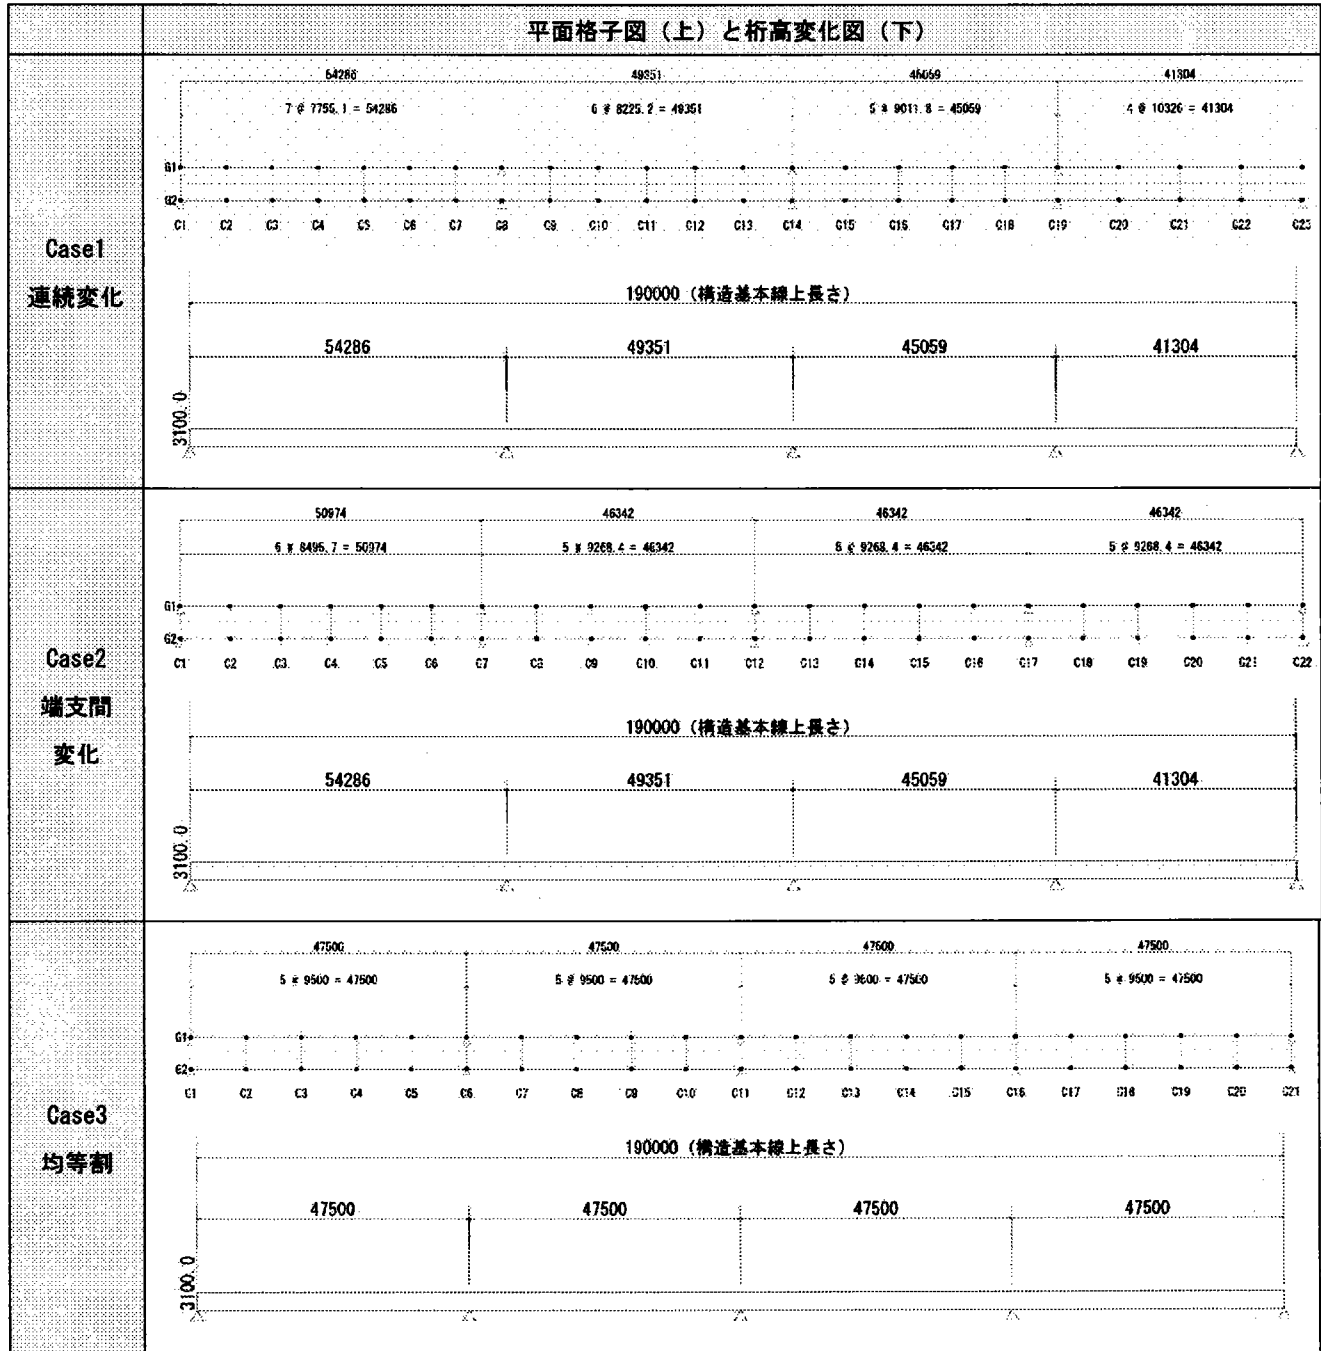 平面格子図（上）と桁高変化図（下）
Case1
連続変化
54286 49351 45059 41304
7 @ 7755.1 = 54286 6 @ 8225.2 = 49351 5 @ 9011.8 = 45059 4 @ 10326 = 41304
G1
G2
C1 C2 C3 C4 C5 C6 C7 C8 C9 C10 C11 C12 C13 C14 C15 C16 C17 C18 C19 C20 C21 C22 C23
190000（構造基本線上長さ）
54286 49351 45059 41304
3100.0
Case2
端支間
変化
50974 46342 46342 46342
6 @ 8495.7 = 50974 5 @ 9268.4 = 46342 5 @ 9268.4 = 46342 5 @ 9268.4 = 46342
G1
G2
C1 C2 C3 C4 C5 C6 C7 C8 C9 C10 C11 C12 C13 C14 C15 C16 C17 C18 C19 C20 C21 C22
190000（構造基本線上長さ）
54286 49351 45059 41304
3100.0
Case3
均等割
47500 47500 47500 47500
5 @ 9500 = 47500 5 @ 9500 = 47500 5 @ 9500 = 47500 5 @ 9500 = 47500
G1
G2
C1 C2 C3 C4 C5 C6 C7 C8 C9 C10 C11 C12 C13 C14 C15 C16 C17 C18 C19 C20 C21
190000（構造基本線上長さ）
47500 47500 47500 47500
3100.0